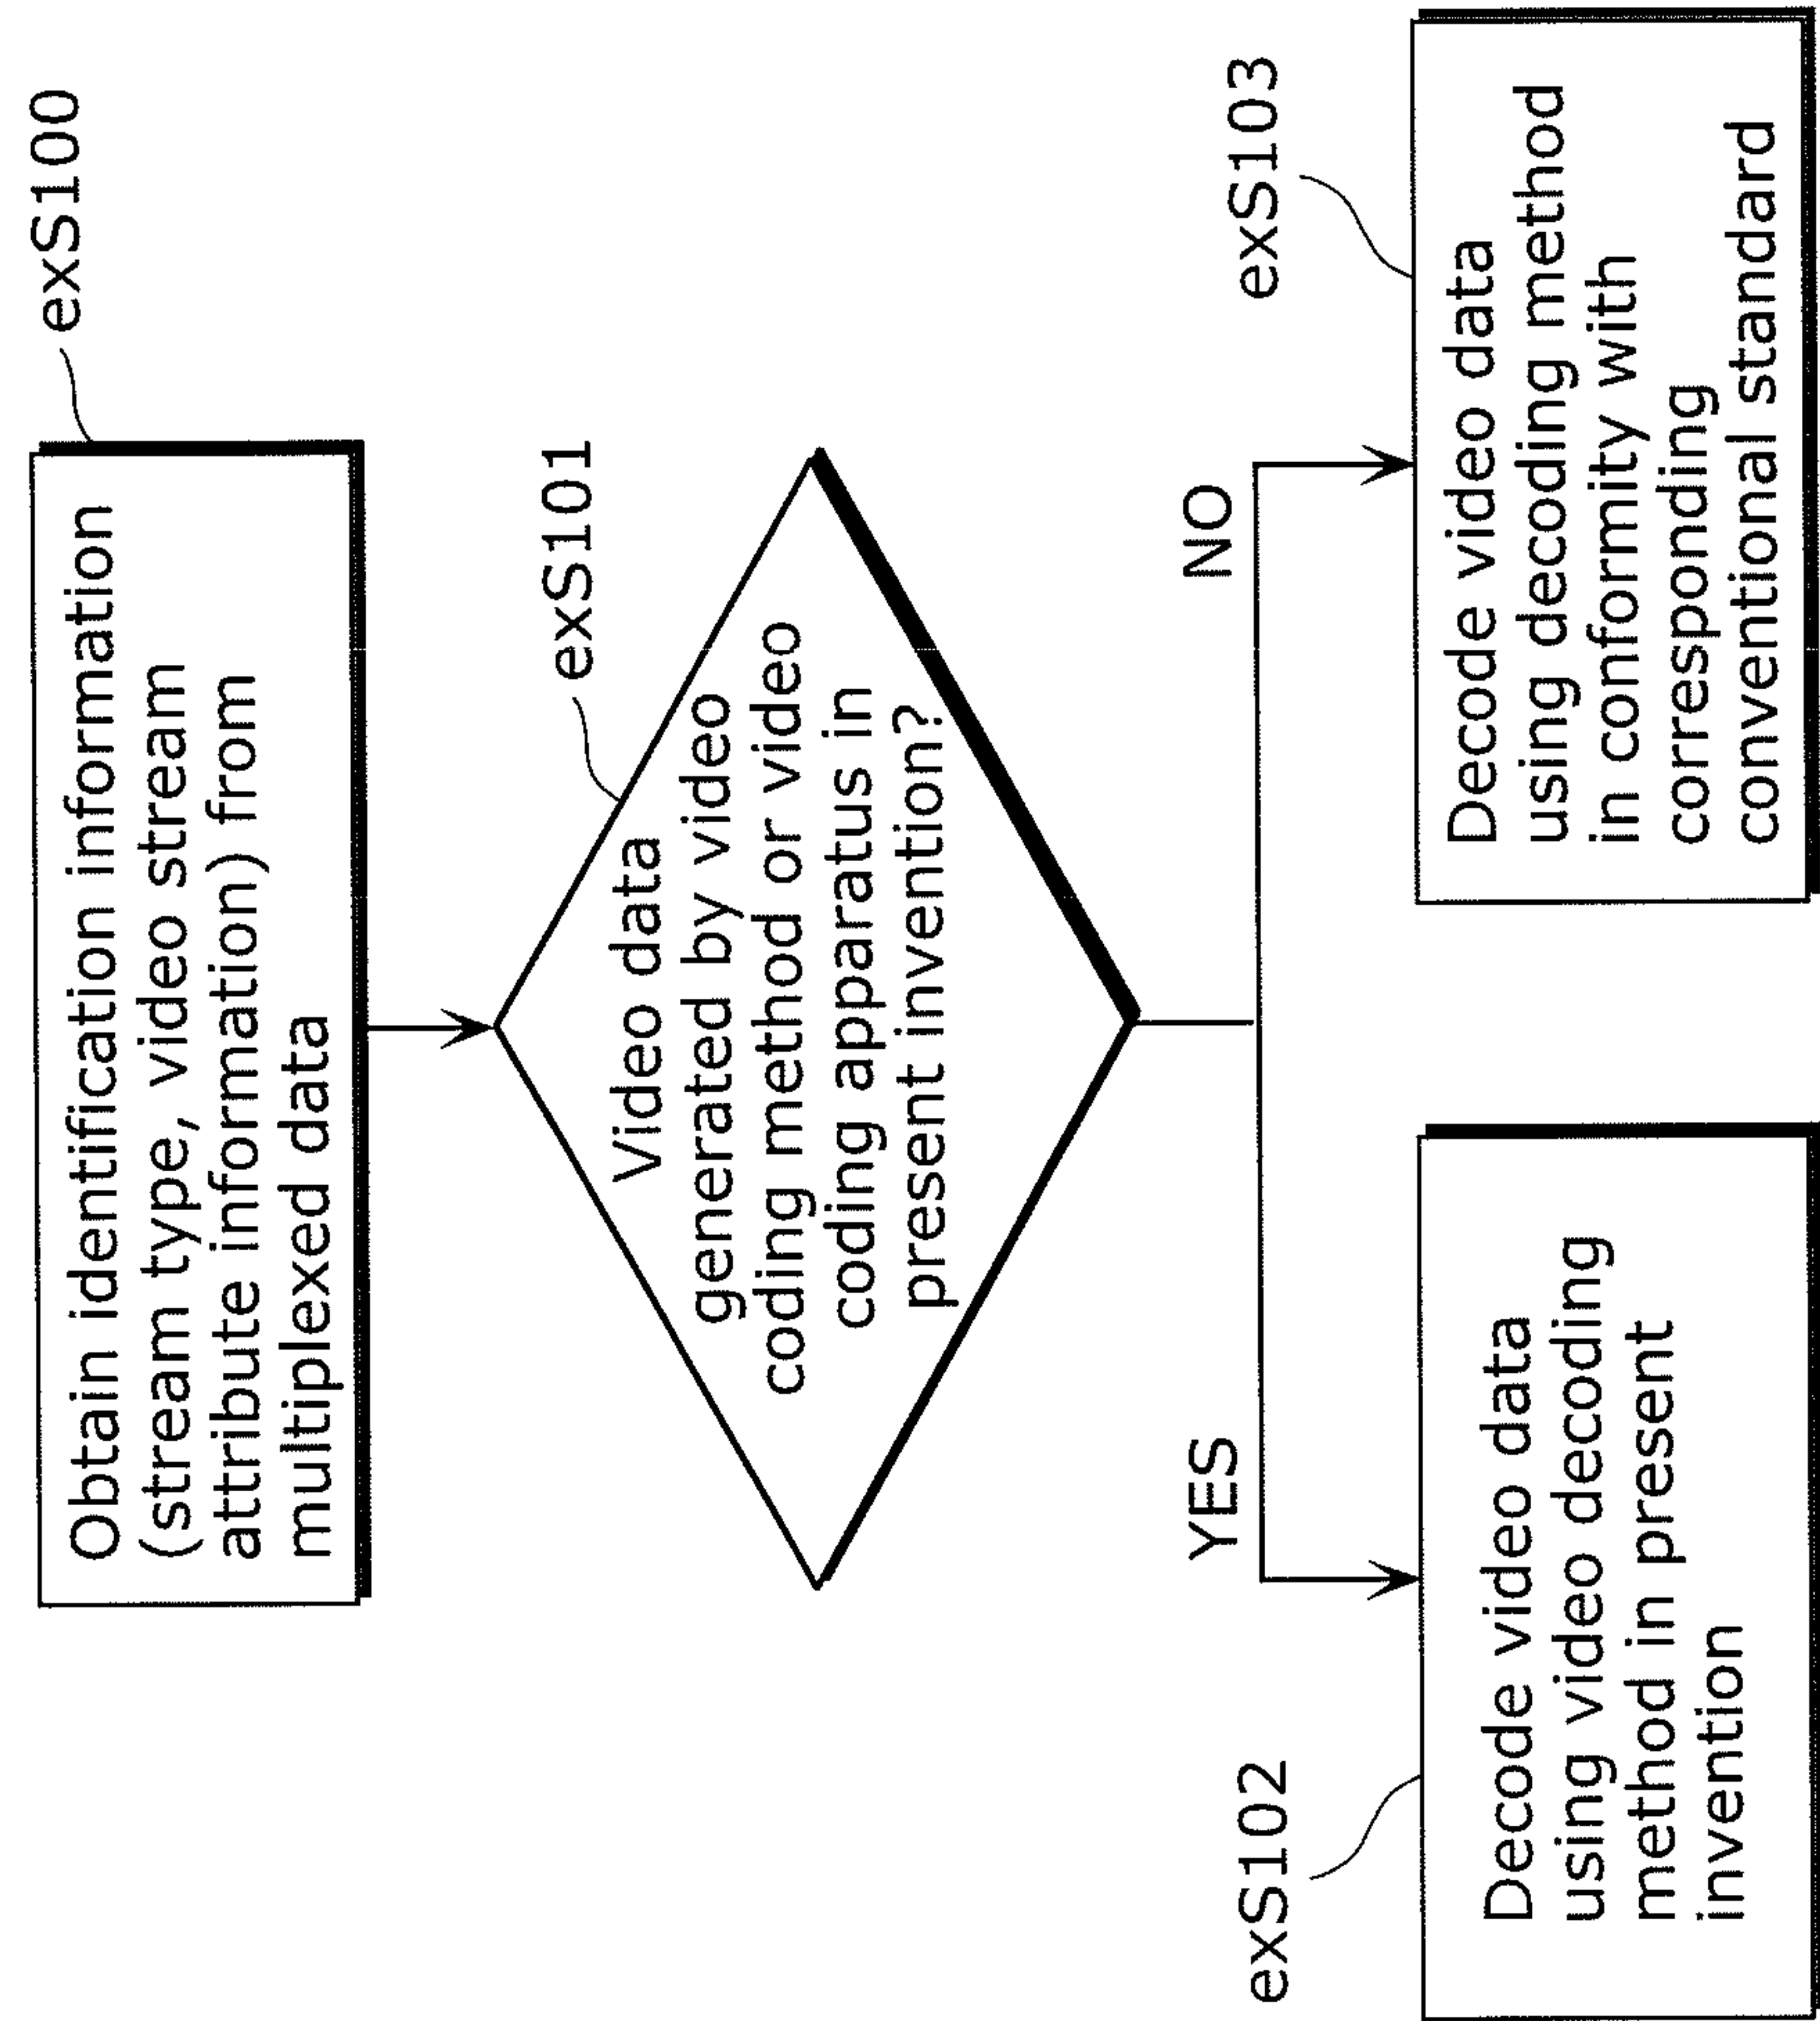 exS100
Obtain identification information
(stream type, video stream
attribute information) from
multiplexed data
exS101
Video data
generated by video
coding method or video
coding apparatus in
present invention?
YES
NO
exS102
Decode video data
using video decoding
method in present
invention
exS103
Decode video data
using decoding method
in conformity with
corresponding
conventional standard